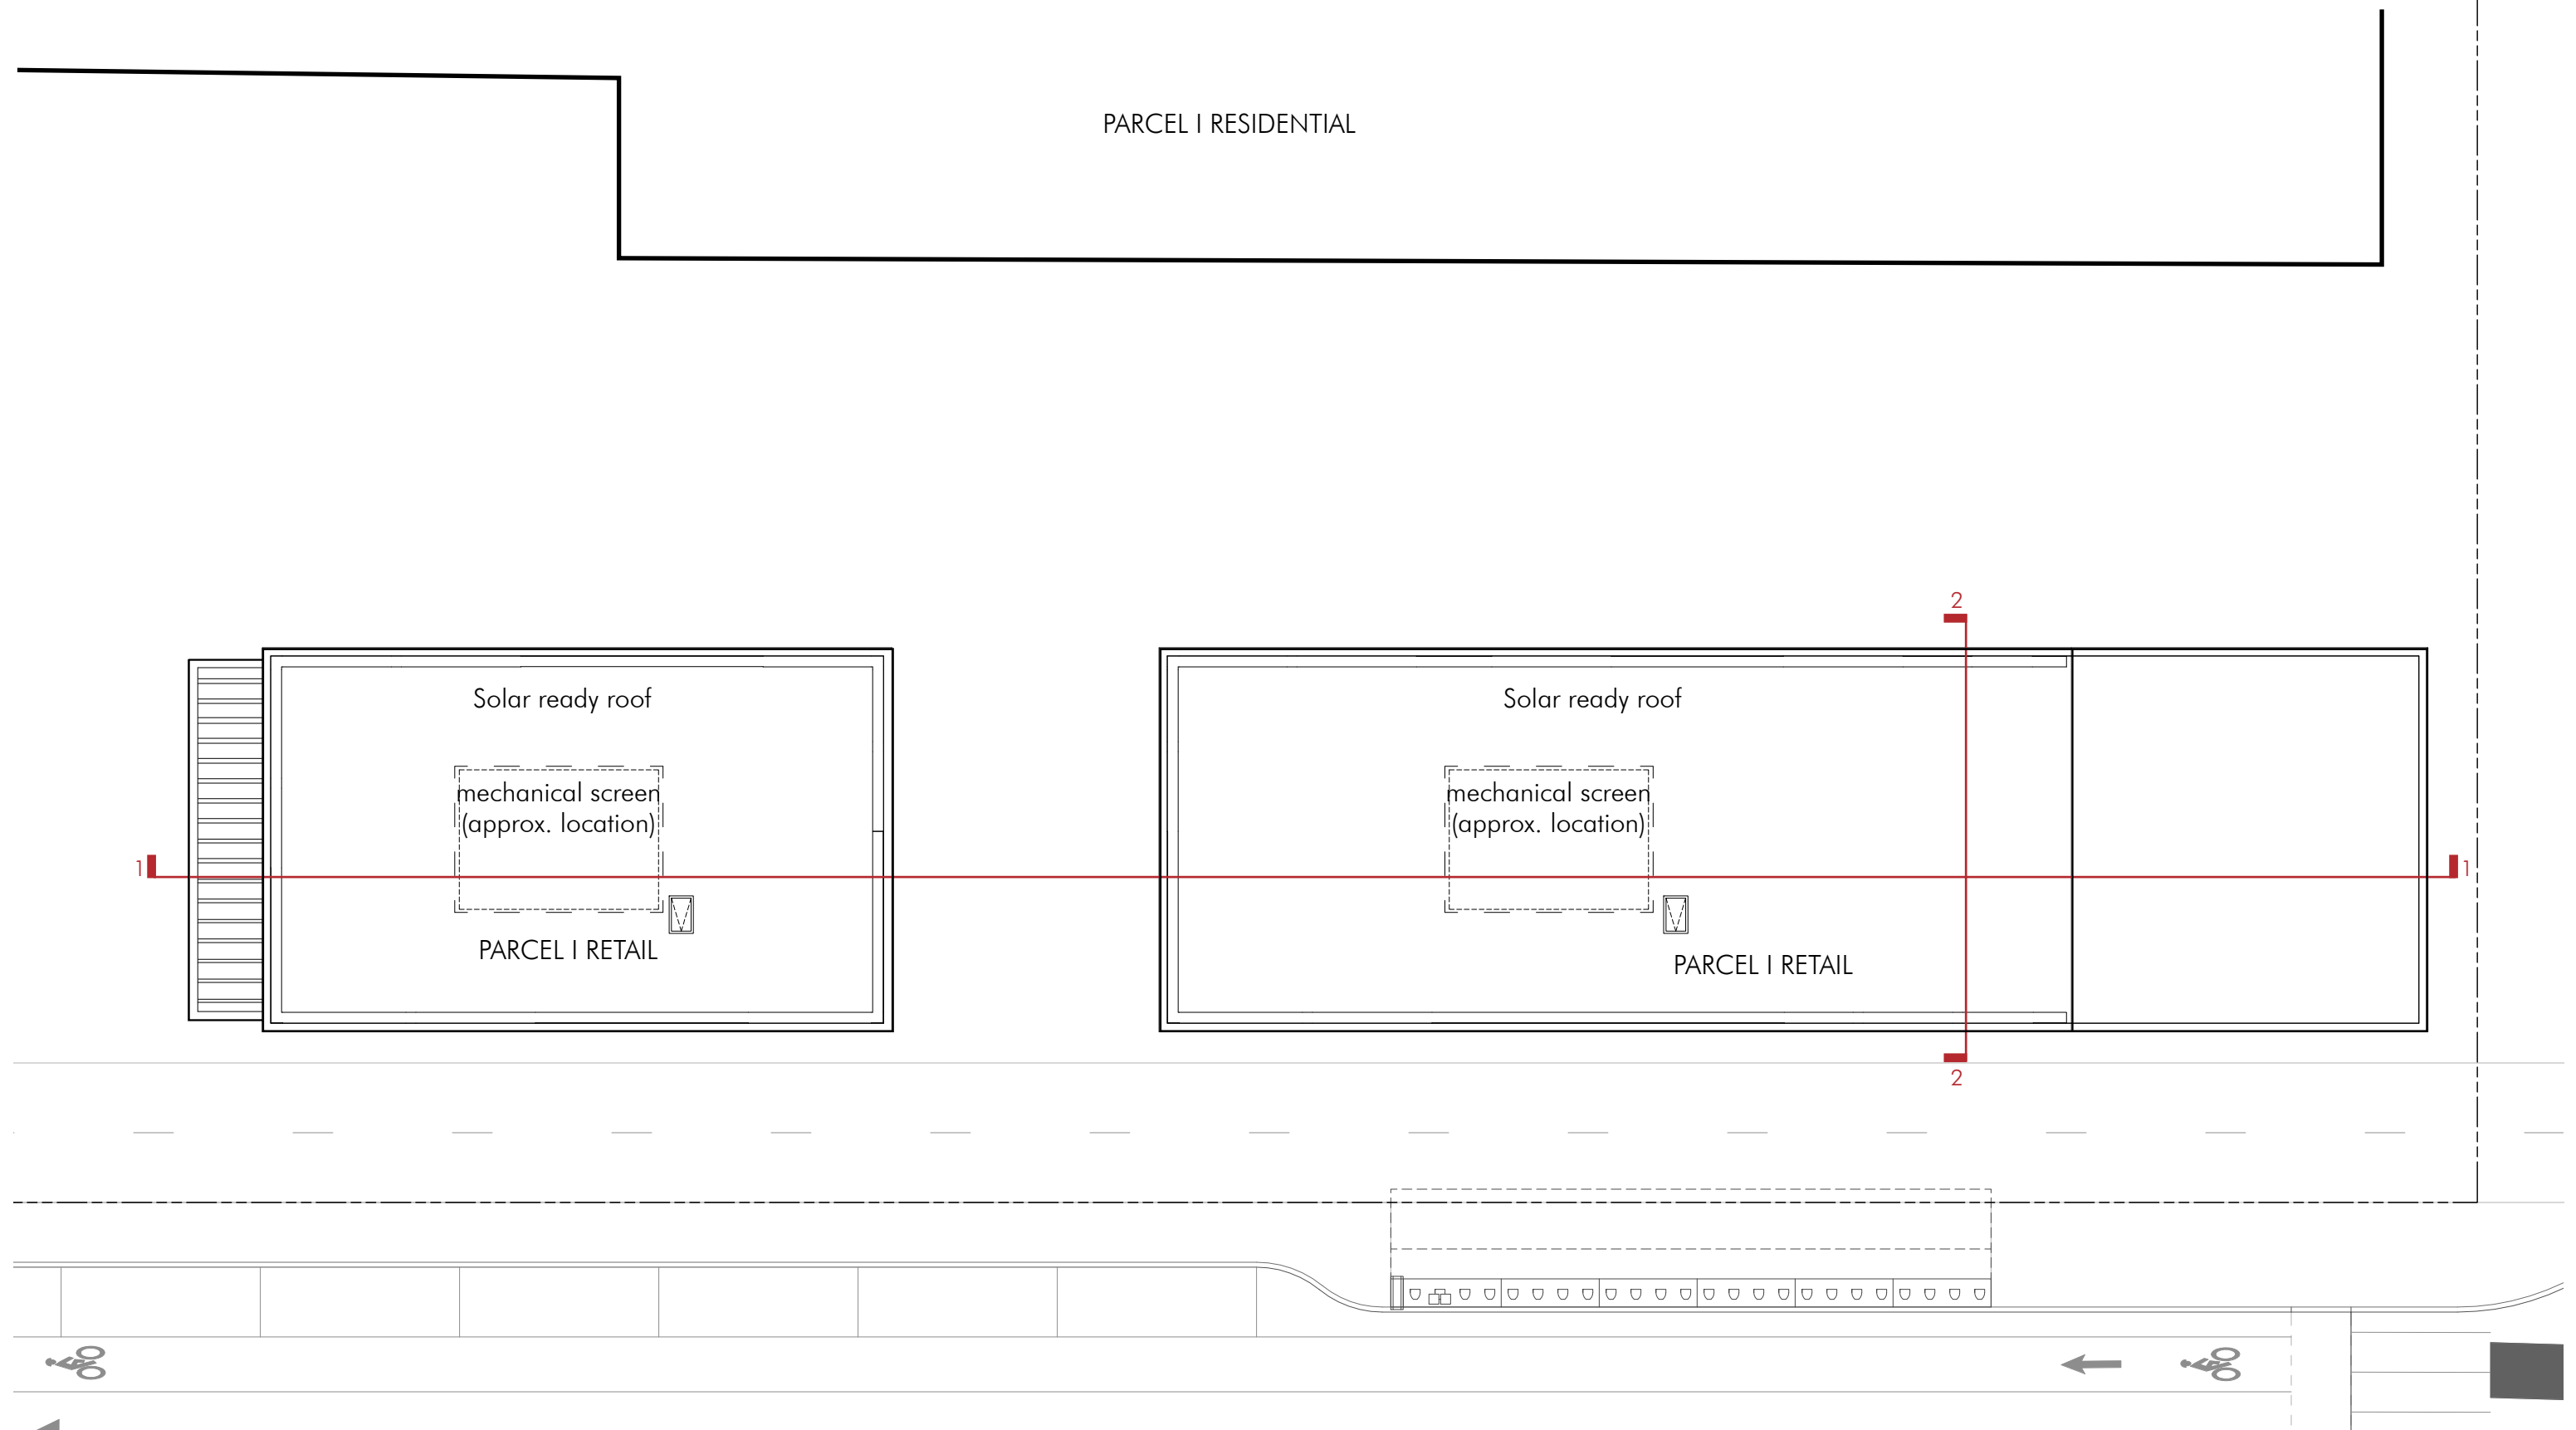 PARCEL I RESIDENTIAL
2
Solar ready roof
Solar ready roof
mechanical screen
(approx. location)
mechanical screen
(approx. location)
1
1
PARCEL I RETAIL
PARCEL I RETAIL
2